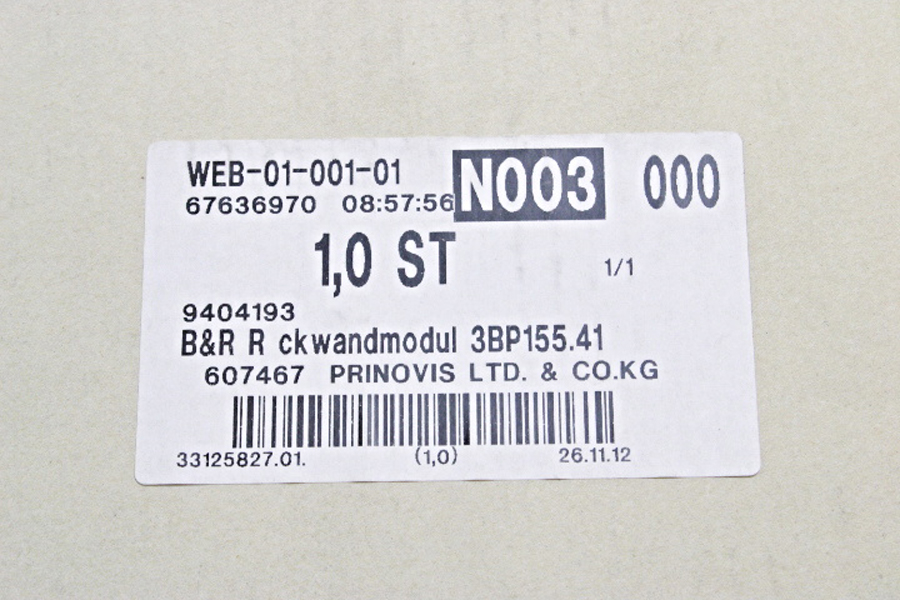 WEB-01-001-01 N003 000
67636970 08:57:56
1,0 ST 1/1
9404193
B&R R ckwandmodul 3BP155.41
607467 PRINOVIS LTD. & CO.KG
33125827.01. (1,0) 26.11.12